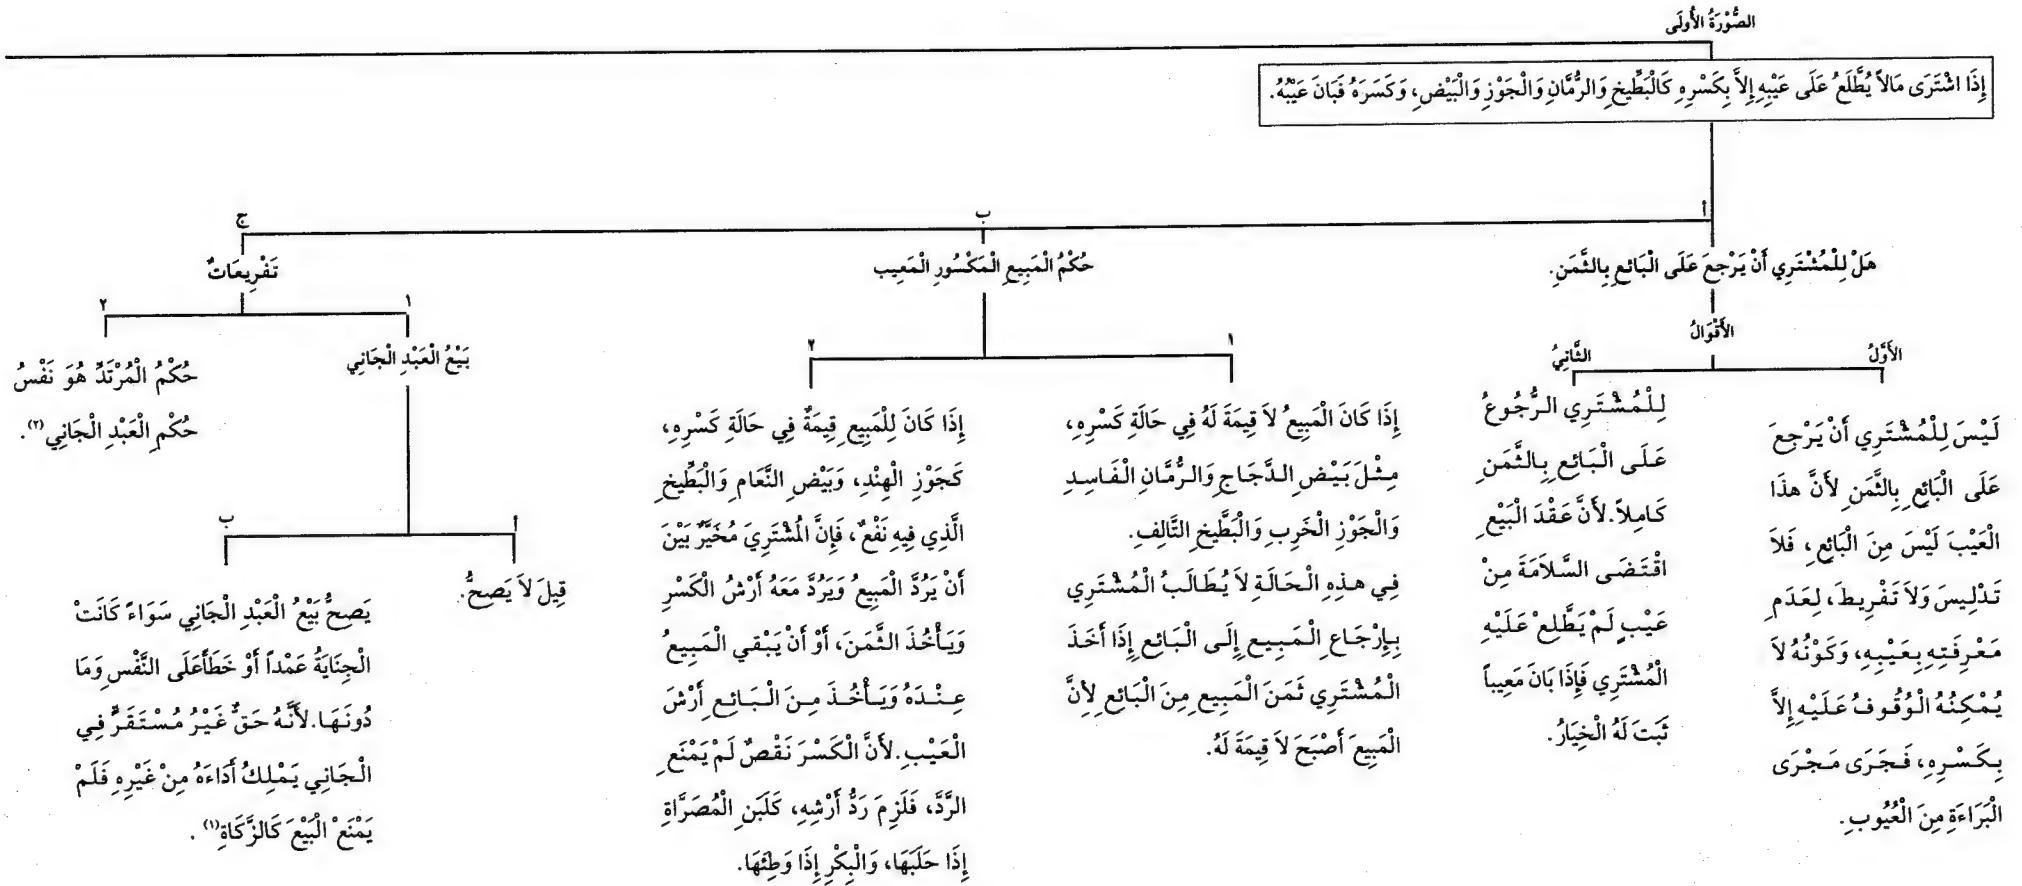 الصُّوْرَةُ الأُولَى
إِذَا اشْتَرَى مَالاً يُطَّلَعُ عَلَى عَيْبِهِ إِلاَّ بِكَسْرِهِ كَالْبَطِّيخِ وَالرُّمَّانِ وَالْجَوْزِ وَالْبَيْضِ، وَكَسَرَهُ فَبَانَ عَيْبُهُ.
أ
ب
ج
هَلْ لِلْمُشْتَرِي أَنْ يَرْجِعَ عَلَى الْبَائِعِ بِالثَّمَنِ.
الأَقْوَالُ
الأَوَّلُ
لَيْسَ لِلْمُشْتَرِي أَنْ يَرْجِعَ
عَلَى الْبَائِعِ بِالثَّمَنِ لأَنَّ هذَا
الْعَيْبَ لَيْسَ مِنَ الْبَائِعِ، فَلاَ
تَدْلِيسَ وَلاَ تَفْرِيطَ، لِعَدَمِ
مَعْرِفَتِهِ بِعَيْبِهِ، وَكَوْنُهُ لاَ
يُمْكِنُهُ الْوُقُوفُ عَلَيْهِ إِلاَّ
بِكَسْرِهِ، فَجَرَى مَجْرَى
الْبَرَاءَةِ مِنَ الْعُيُوبِ.
الثَّانِيُ
لِلْمُشْتَرِي الرُّجُوعُ
عَلَى الْبَائِعِ بِالثَّمَنِ
كَامِلاً. لأَنَّ عَقْدَ الْبَيْعِ
اقْتَضَى السَّلاَمَةَ مِنْ
عَيْبٍ لَمْ يَطَّلِعْ عَلَيْهِ
الْمُشْتَرِي فَإِذَا بَانَ مَعِيباً
ثَبَتَ لَهُ الْخِيَارُ.
حُكْمُ الْمَبِيعِ الْمَكْسُورِ الْمَعِيب
١
إِذَا كَانَ الْمَبِيعُ لاَ قِيمَةَ لَهُ فِي حَالَةِ كَسْرِهِ،
مِثْلَ بَيْضِ الدَّجَاجِ وَالرُّمَّانِ الْفَاسِدِ
وَالْجَوْزِ الْخَرِبِ وَالْبَطِّيخِ التَّالِفِ.
فِي هذِهِ الْحَالَةِ لاَ يُطَالَبُ الْمُشْتَرِي
بِإِرْجَاعِ الْمَبِيعِ إِلَى الْبَائِعِ إِذَا أَخَذَ
الْمُشْتَرِي ثَمَنَ الْمَبِيعِ مِنَ الْبَائِعِ لأِنَّ
الْمَبِيعَ أَصْبَحَ لاَ قِيمَةَ لَهُ.
٢
إِذَا كَانَ لِلْمَبِيعِ قِيمَةٌ فِي حَالَةِ كَسْرِهِ،
كَجَوْزِ الْهِنْدِ، وَبَيْضِ النَّعَامِ وَالْبَطِّيخِ
الَّذِي فِيهِ نَفْعٌ، فَإِنَّ الْمُشْتَرِيَ مُخَيَّرٌ بَيْنَ
أَنْ يَرُدَّ الْمَبِيعُ وَيَرُدَّ مَعَهُ أَرْشُ الْكَسْرِ
وَيَأْخُذَ الثَّمَنَ، أَوْ أَنْ يَبْقي الْمَبِيعُ
عِنْدَهُ وَيَأْخُذَ مِنَ الْبَائِعِ أَرْشَ
الْعَيْبِ. لأَنَّ الْكَسْرَ نَقْصٌ لَمْ يَمْنَعِ
الرَّدَّ، فَلَزِمَ رَدُّ أَرْشِهِ، كَلَبَنِ الْمُصَرَّاةِ
إِذَا حَلَبَهَا، وَالْبِكْرِ إِذَا وَطِئَهَا.
تَفْرِيعَاتٌ
١
بَيْعُ الْعَبْدِ الْجَانِي
أ
قِيلَ لاَ يَصِحُّ.
ب
يَصِحُّ بَيْعُ الْعَبْدِ الْجَانِي سَوَاءً كَانَتْ
الْجِنَايَةُ عَمْداً أَوْ خَطَأً عَلَى النَّفْسِ وَمَا
دُونَهَا. لأَنَّهُ حَقٌّ غَيْرُ مُسْتَقَرٍّ فِي
الْجَانِي يَمْلِكُ أَدَاءَهُ مِنْ غَيْرِهِ فَلَمْ
يَمْنَعْ الْبَيْعَ كَالزَّكَاةِ(١) .
٢
حُكْمُ الْمُرْتَدِّ هُوَ نَفْسُ
حُكْمِ الْعَبْدِ الْجَانِي(٢).